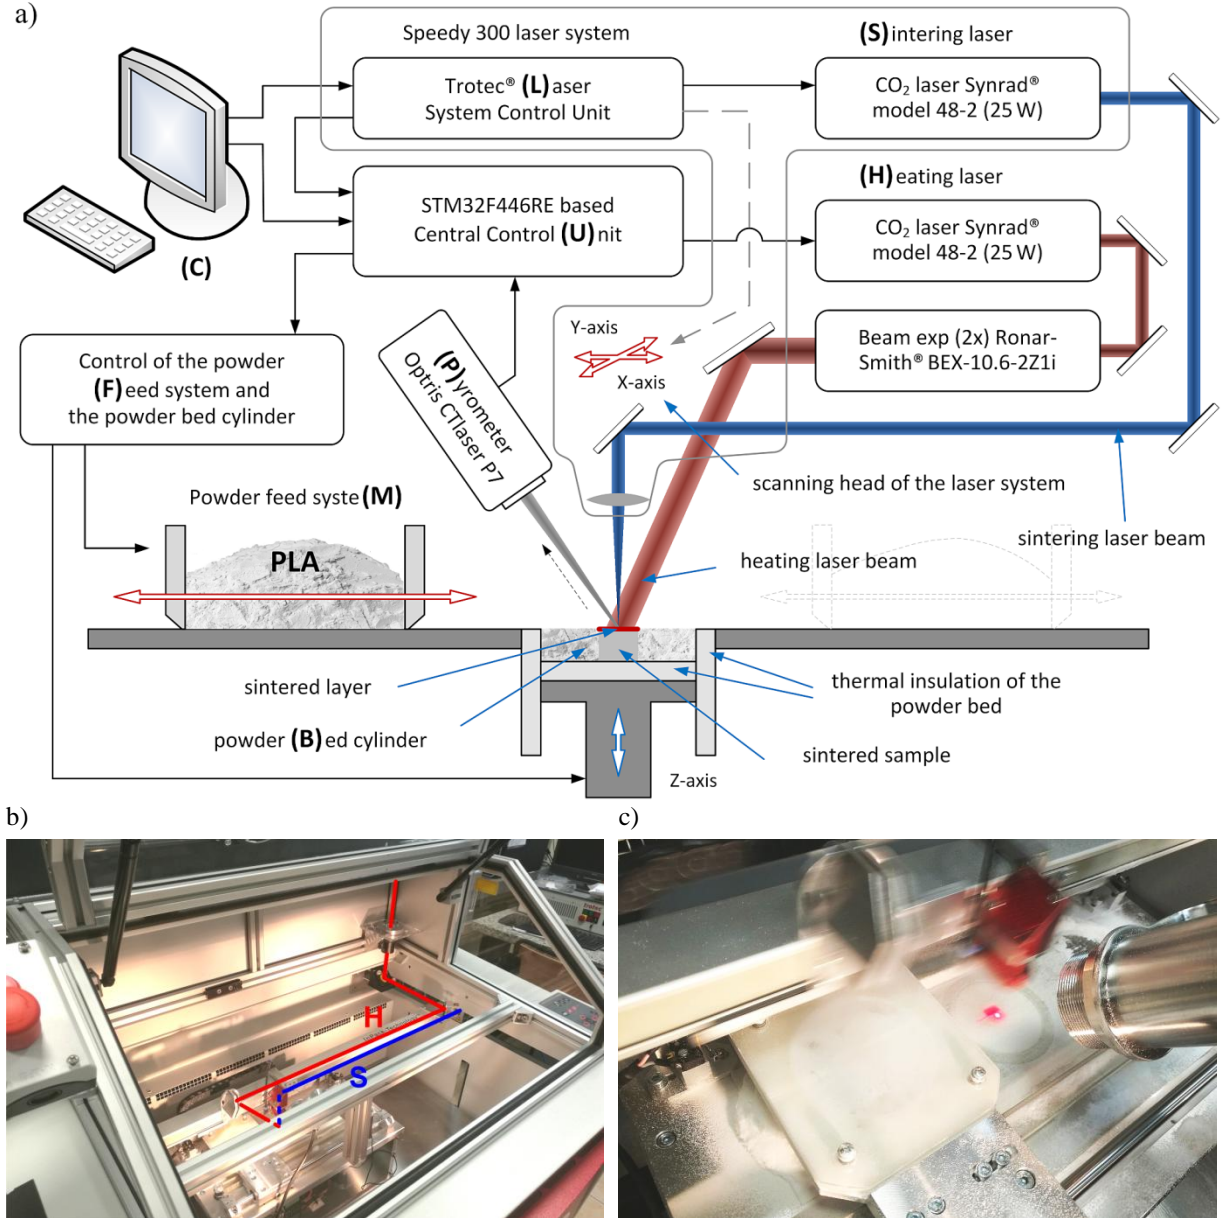 a)
Speedy 300 laser system
(S)intering laser
Trotec® (L)aser
System Control Unit
CO₂ laser Synrad®
model 48-2 (25 W)
(H)eating laser
STM32F446RE based
Central Control (U)nit
CO₂ laser Synrad®
model 48-2 (25 W)
(C)
Y-axis
X-axis
Beam exp (2x) Ronar-
Smith® BEX-10.6-2Z1i
Control of the powder
(F)eed system and
the powder bed cylinder
(P)yrometer
Optris CTlaser P7
Powder feed syste(M)
scanning head of the laser system
sintering laser beam
PLA
heating laser beam
sintered layer
thermal insulation of the
powder bed
powder (B)ed cylinder
sintered sample
Z-axis
b)
c)
H
S